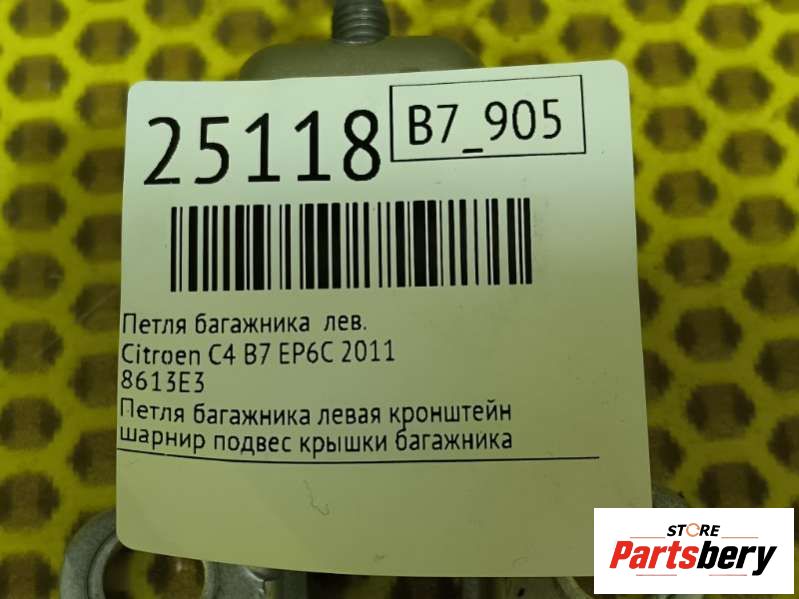 25118
B7_905
Петля багажника лев.
Citroen C4 B7 EP6C 2011
8613E3
Петля багажника левая кронштейн
шарнир подвес крышки багажника
STORE
Partsbery